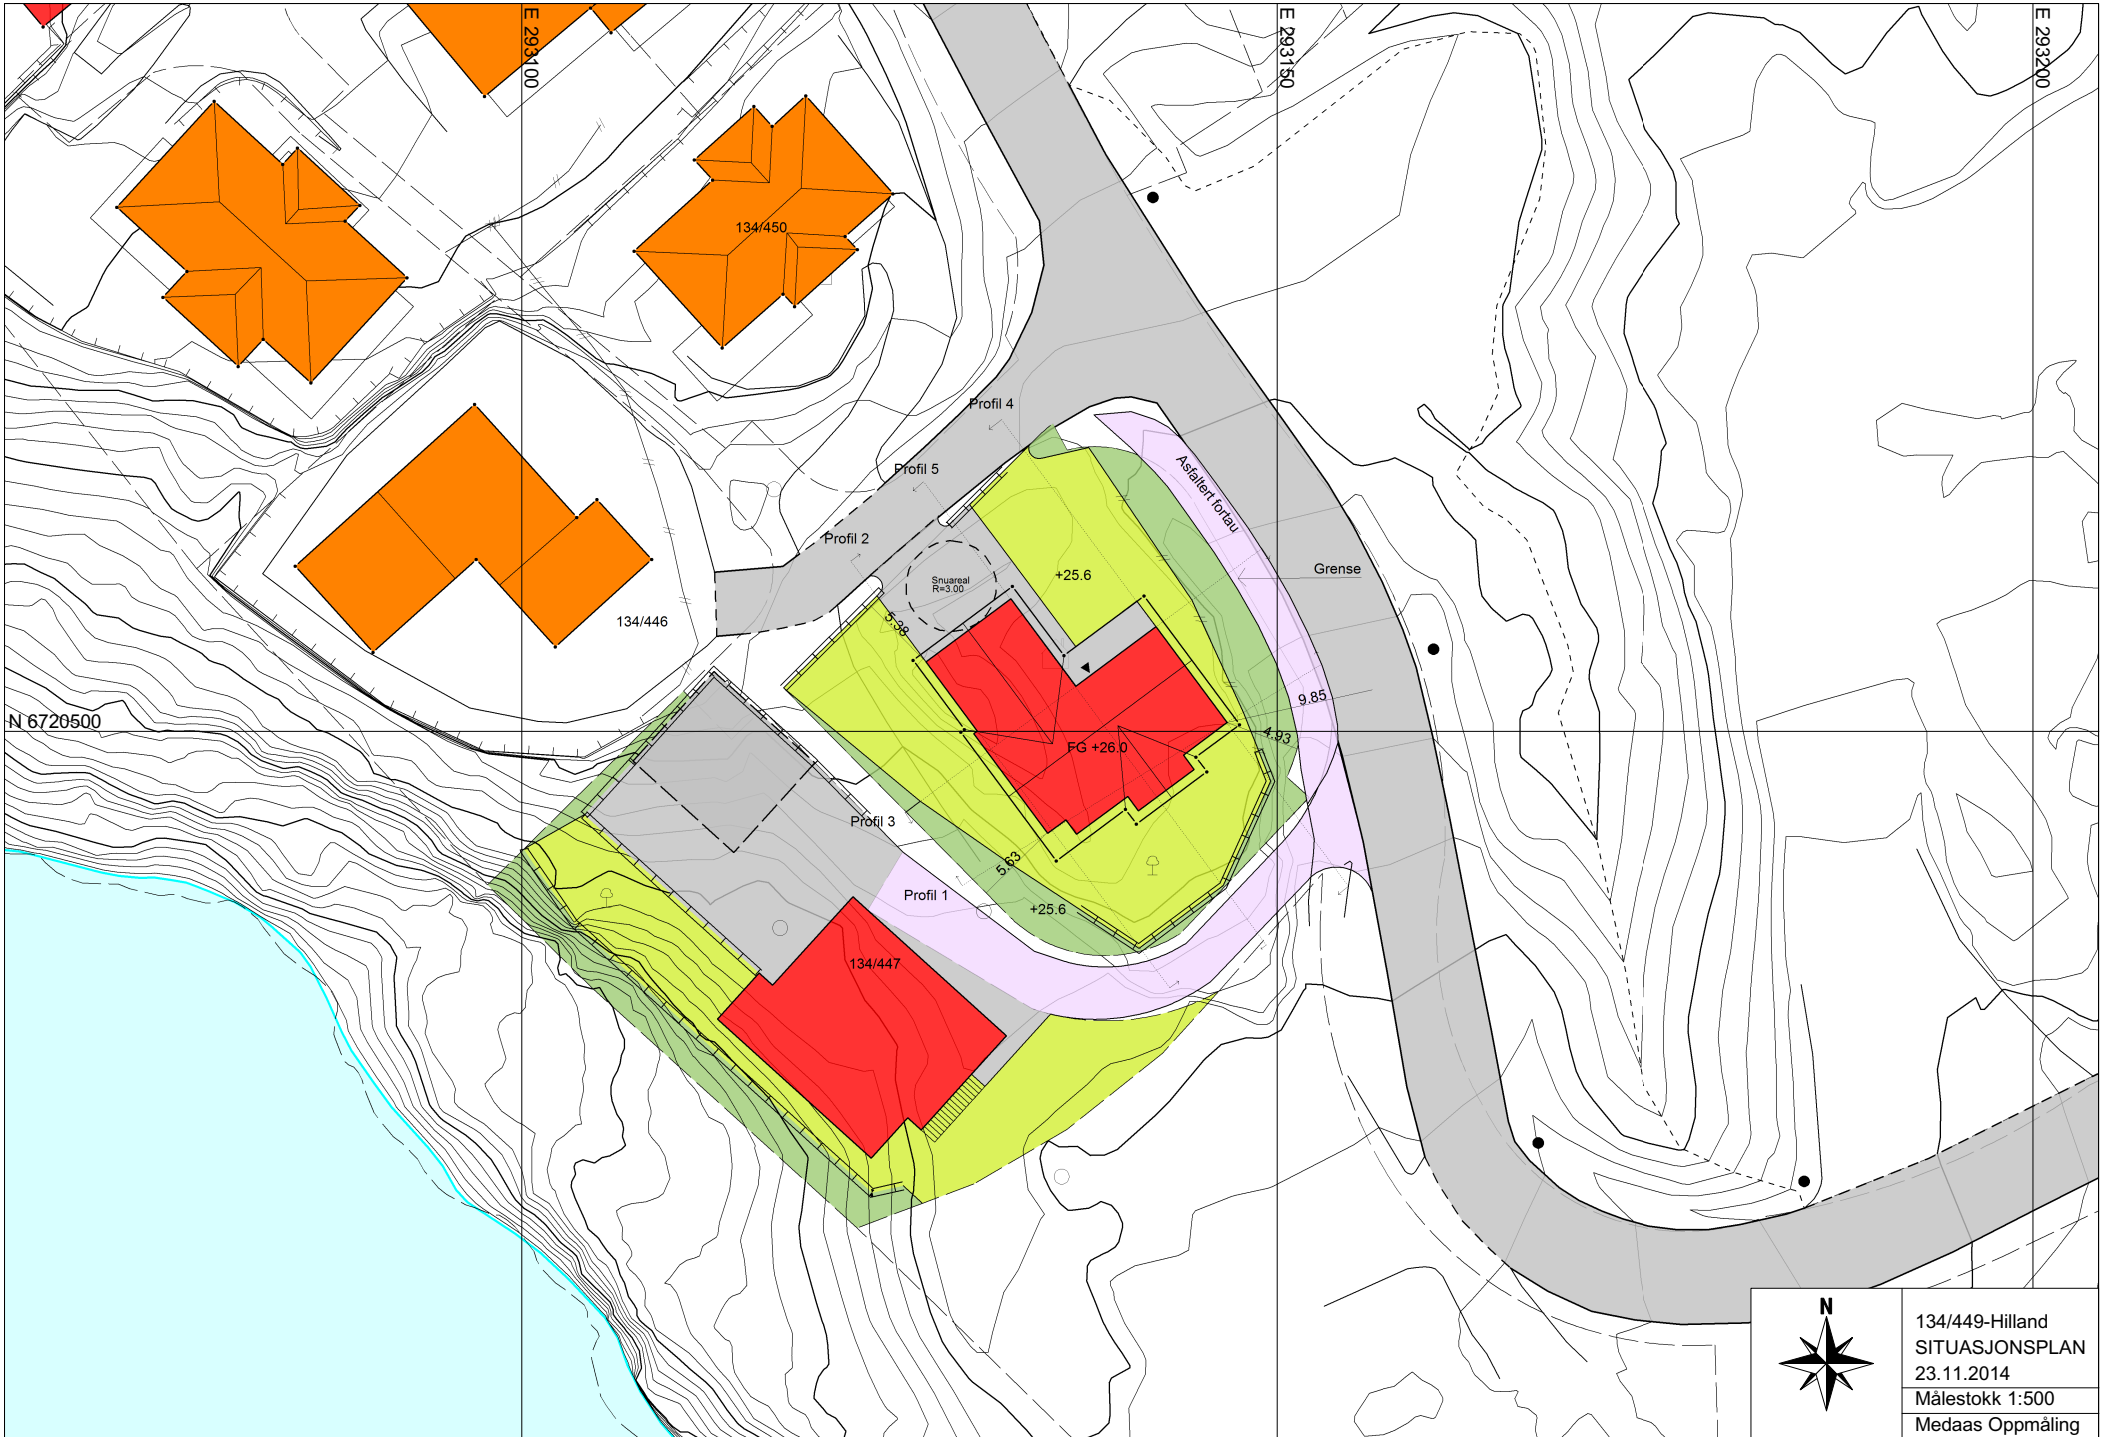 E 293100
E 293150
E 293200
134/450
Profil 4
Profil 5
Asfaltert fortau
Profil 2
Grense
Snuareal
R=3.00
+25.6
5.38
134/446
9.85
N 6720500
4.93
FG +26.0
Profil 3
5.63
Profil 1
+25.6
134/447
N
134/449-Hilland
SITUASJONSPLAN
23.11.2014
Målestokk 1:500
Medaas Oppmåling